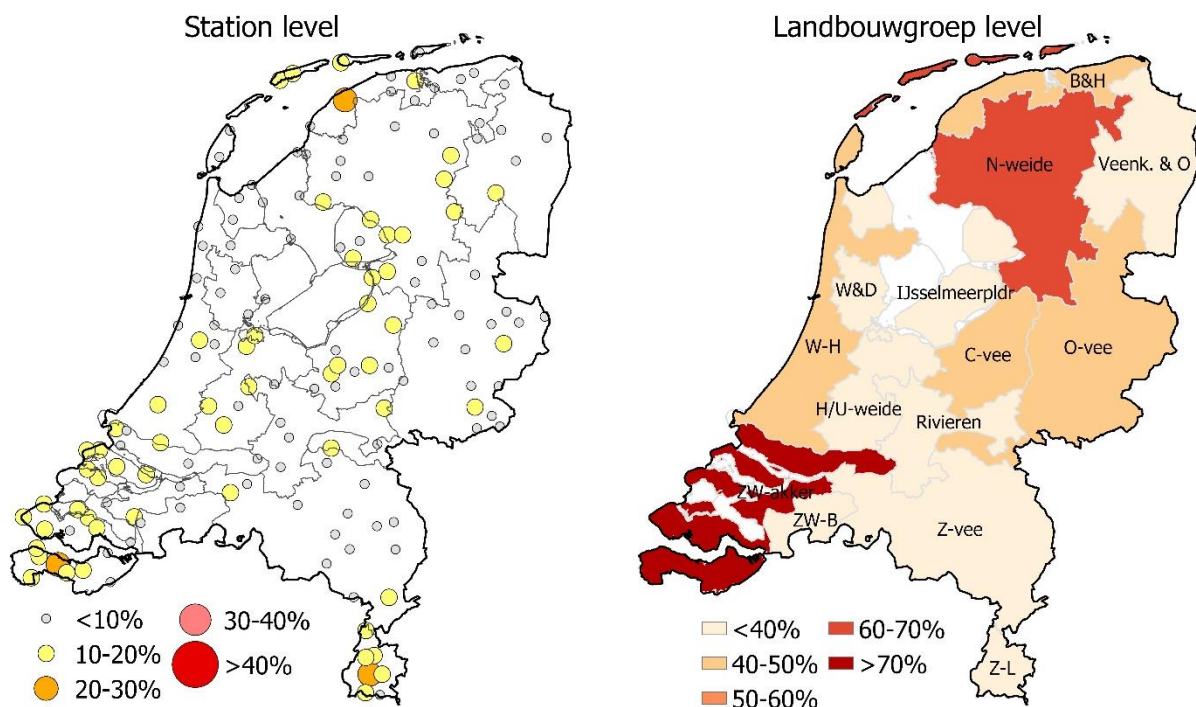 Station level
<10%
10-20%
20-30%
30-40%
>40%
Landbouwgroep level
B&H
N-weide
Veenk. & O
W&D
IJsselmeerpldr
W-H
C-vee
O-vee
H/U-weide
Rivieren
ZW-akker
ZW-B
Z-vee
Z-L
<40%
40-50%
50-60%
60-70%
>70%